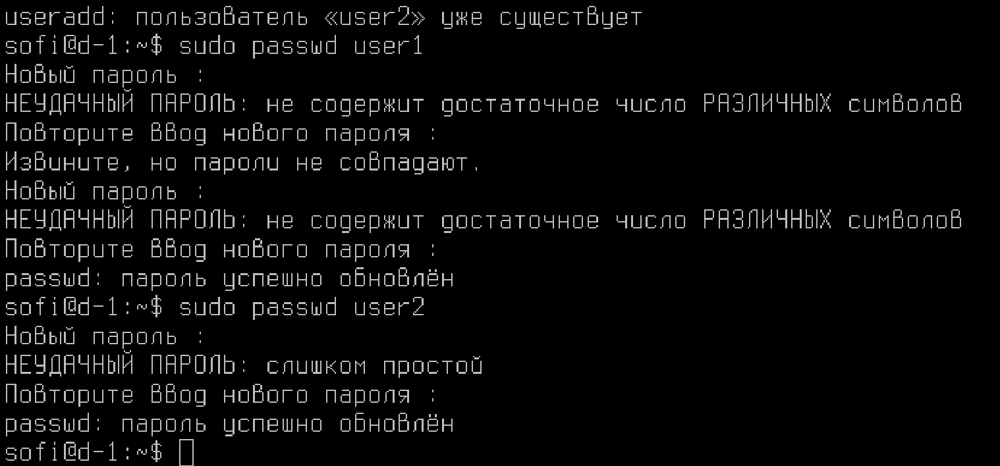 useradd: пользователь «user2» уже существует
sofi@d-1:~$ sudo passwd user1
Новый пароль :
НЕУДАЧНЫЙ ПАРОЛЬ: не содержит достаточное число РАЗЛИЧНЫХ символов
Повторите ввод нового пароля :
Извините, но пароли не совпадают.
Новый пароль :
НЕУДАЧНЫЙ ПАРОЛЬ: не содержит достаточное число РАЗЛИЧНЫХ символов
Повторите ввод нового пароля :
passwd: пароль успешно обновлён
sofi@d-1:~$ sudo passwd user2
Новый пароль :
НЕУДАЧНЫЙ ПАРОЛЬ: слишком простой
Повторите ввод нового пароля :
passwd: пароль успешно обновлён
sofi@d-1:~$